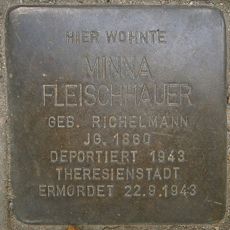 HIER WOHNTE
MINNA
FLEISCHHAUER
GEB. RICHELMANN
JG. 1860
DEPORTIERT 1943
THERESIENSTADT
ERMORDET 22.9.1943